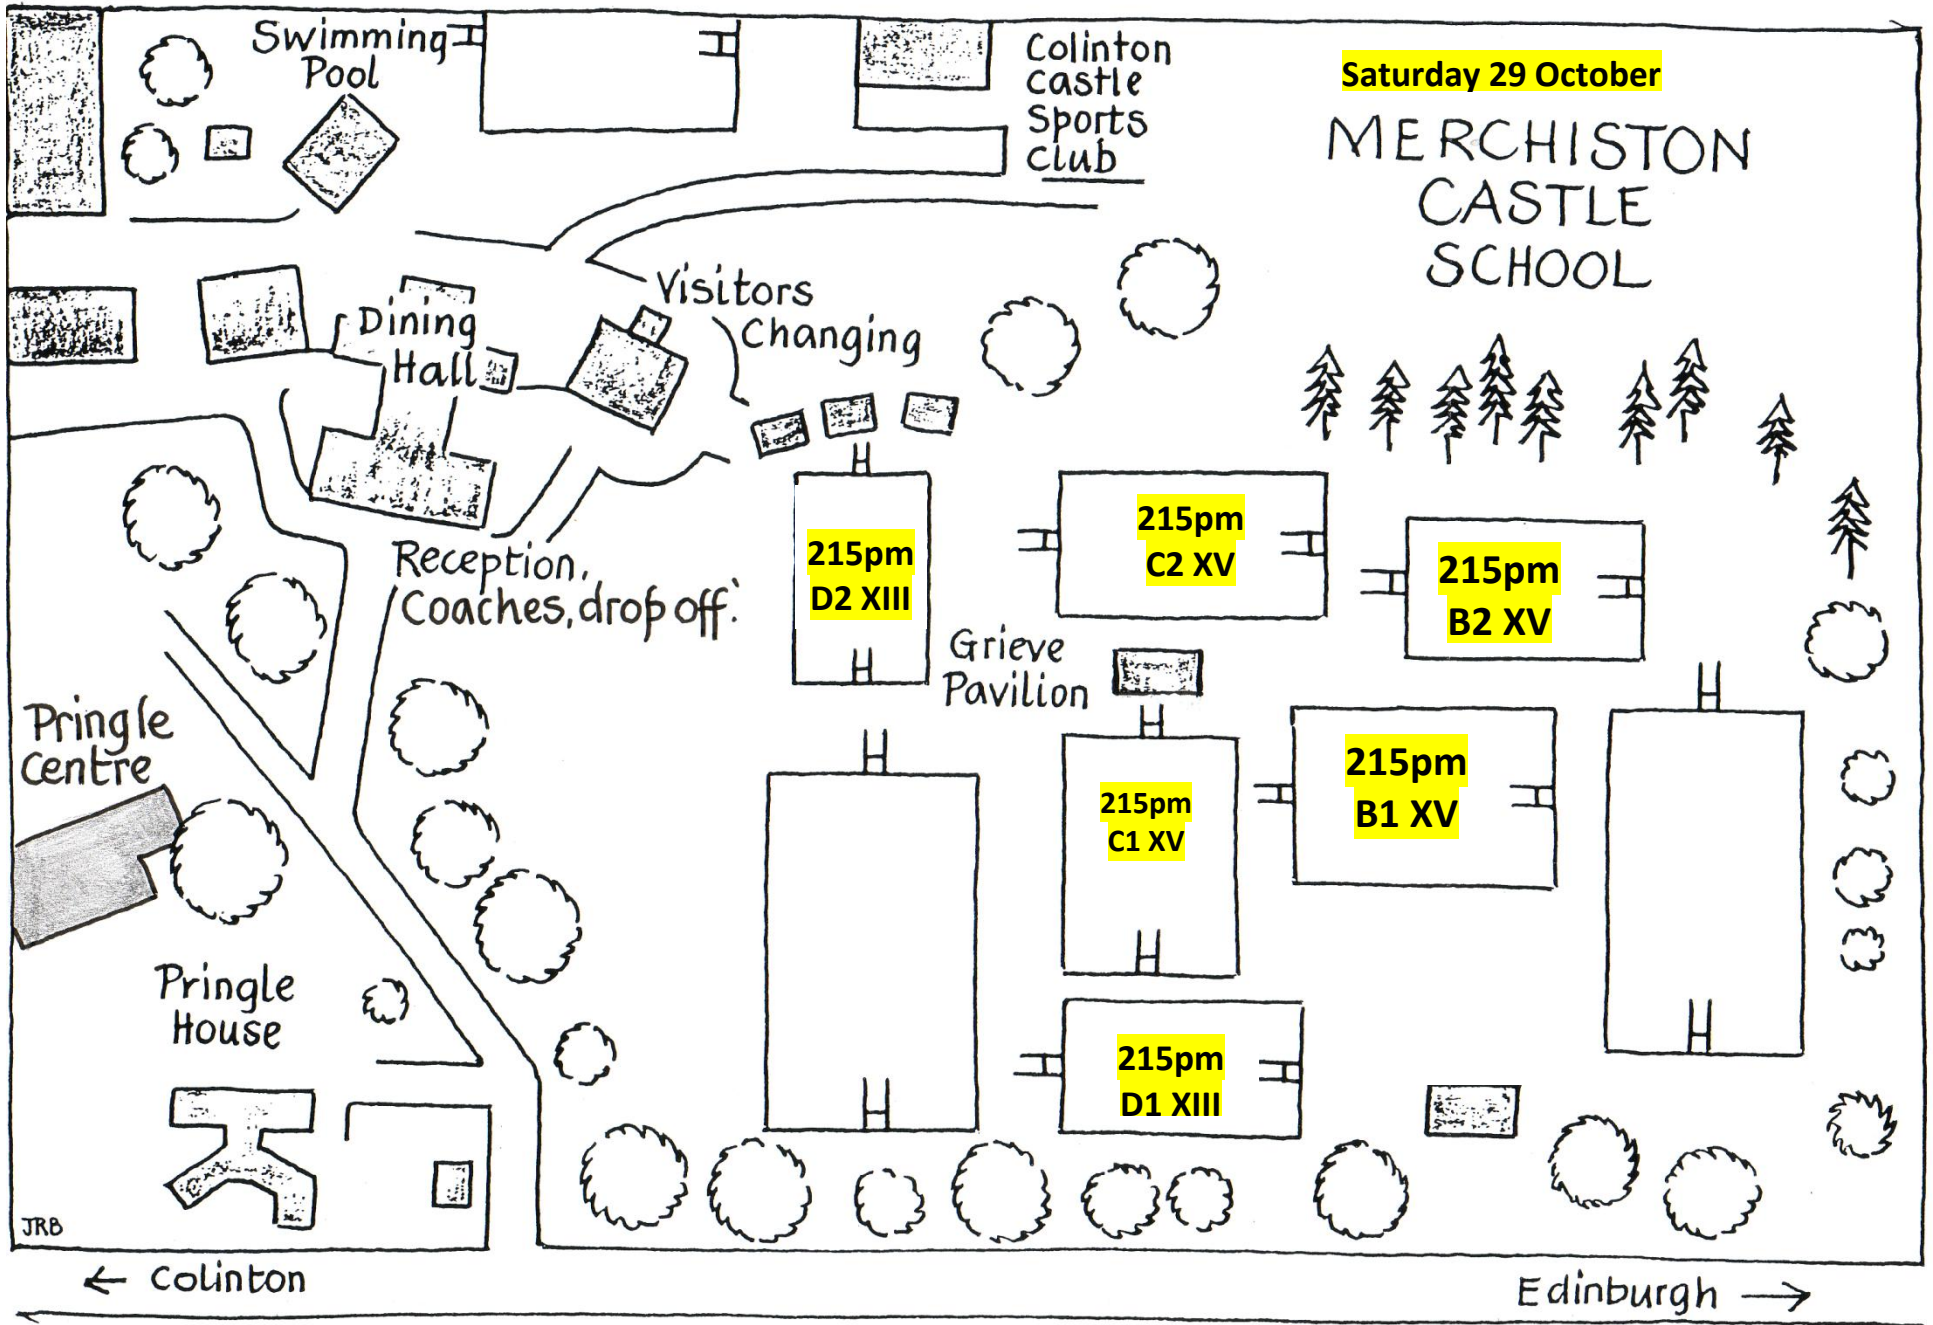 Swimming
Pool
Colinton
Castle
Sports
Club
Saturday 29 October
MERCHISTON
CASTLE
SCHOOL
Visitors
Changing
Dining
Hall
Reception,
Coaches, drop off.
215pm
D2 XIII
215pm
C2 XV
215pm
B2 XV
Grieve
Pavilion
Pringle
Centre
215pm
C1 XV
215pm
B1 XV
Pringle
House
215pm
D1 XIII
JRB
← Colinton
Edinburgh →